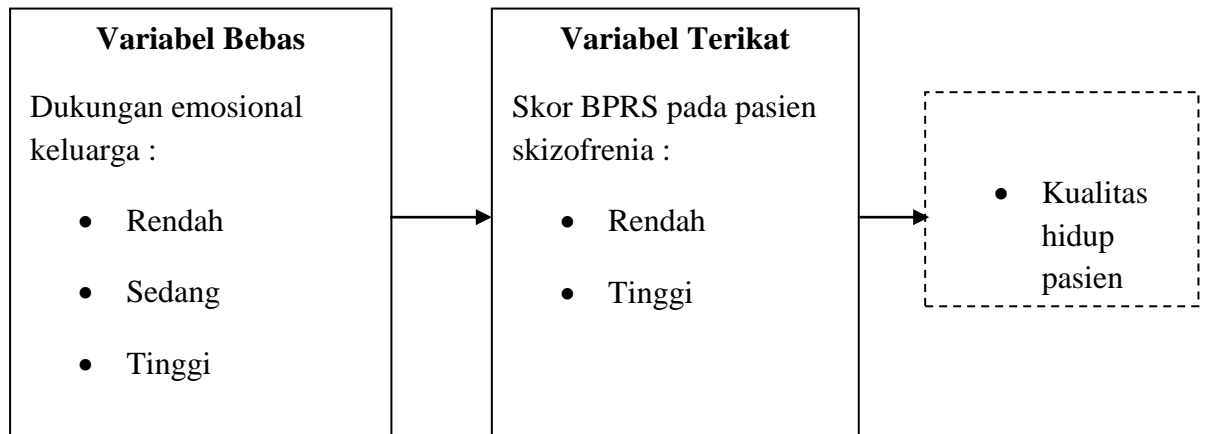 Variabel Bebas
Dukungan emosional
keluarga :
• Rendah
• Sedang
• Tinggi
Variabel Terikat
Skor BPRS pada pasien
skizofrenia :
• Rendah
• Tinggi
• Kualitas
hidup
pasien